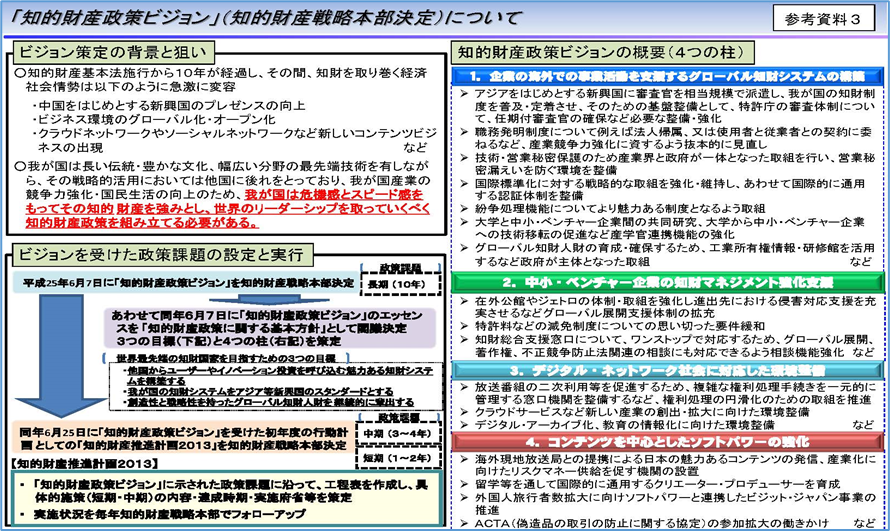 「知的財産政策ビジョン」（知的財産戦略本部決定）について
参考資料３
ビジョン策定の背景と狙い
○知的財産基本法施行から１０年が経過し、その間、知財を取り巻く経済
社会情勢は以下のように急激に変容
・中国をはじめとする新興国のプレゼンスの向上
・ビジネス環境のグローバル化・オープン化
・クラウドネットワークやソーシャルネットワークなど新しいコンテンツビジ
ネスの出現　など
○我が国は長い伝統・豊かな文化、幅広い分野の最先端技術を有しなが
ら、その戦略的活用においては他国に後れをとっており、我が国産業の
競争力強化・国民生活の向上のため、我が国は危機感とスピード感を
もってその知的財産を強みとし、世界のリーダーシップを取っていくべく
知的財産政策を組み立てる必要がある。
ビジョンを受けた政策課題の設定と実行
政策課題
平成25年6月7日に「知的財産政策ビジョン」を知的財産戦略本部決定
長期（10年）
あわせて同年6月7日に「知的財産政策ビジョン」のエッセン
スを「知的財産政策に関する基本方針」として閣議決定
３つの目標（下記）と４つの柱（右記）を策定
世界最先端の知財国家を目指すための3つの目標
・他国からユーザーやイノベーション投資を呼び込む魅力ある知財システ
ムを構築する
・我が国の知財システムをアジア等新興国のスタンダードとする
・創造性と戦略性を持ったグローバル知財人財を継続的に輩出する
政策課題
同年6月25日に「知的財産政策ビジョン」を受けた初年度の行動計
画としての「知的財産推進計画2013」を知的財産戦略本部決定
中期（3～4年）
短期（1～2年）
【知的財産推進計画2013】
・「知的財産政策ビジョン」に示された政策課題に沿って、工程表を作成し、具
体的施策（短期・中期）の内容・達成時期・実施府省等を策定
・実施状況を毎年知的財産戦略本部でフォローアップ
知的財産政策ビジョンの概要（４つの柱）
１．企業の海外での事業活動を支援するグローバル知財システムの構築
➢ アジアをはじめとする新興国に審査官を相当規模で派遣し、我が国の知財制
度を普及・定着させ、そのための基盤整備として、特許庁の審査体制につい
て、任期付審査官の確保など必要な整備・強化
➢ 職務発明制度について例えば法人帰属、又は使用者と従業者との契約に委
ねるなど、産業競争力強化に資するよう抜本的に見直し
➢ 技術・営業秘密保護のため産業界と政府が一体となった取組を行い、営業秘
密漏えいを防ぐ環境を整備
➢ 国際標準化に対する戦略的な取組を強化・維持し、あわせて国際的に通用
する認証体制を整備
➢ 紛争処理機能についてより魅力ある制度となるよう取組
➢ 大学と中小・ベンチャー企業間の共同研究、大学から中小・ベンチャー企業
への技術移転の促進など産学官連携機能の強化
➢ グローバル知財人財の育成・確保するため、工業所有権情報・研修館を活用
するなど政府が主体となった取組　など
２．中小・ベンチャー企業の知財マネジメント強化支援
➢ 在外公館やジェトロの体制・取組を強化し進出先における侵害対応支援を充
実させるなどグローバル展開支援体制の拡充
➢ 特許料などの減免制度についての思い切った要件緩和
➢ 知財総合支援窓口について、ワンストップで対応するため、グローバル展開、
著作権、不正競争防止法関連の相談にも対応できるよう相談機能強化　など
３．デジタル・ネットワーク社会に対応した環境整備
➢ 放送番組の二次利用等を促進するため、複雑な権利処理手続きを一元的に
管理する窓口機関を整備するなど、権利処理の円滑化のための取組を推進
➢ クラウドサービスなど新しい産業の創出・拡大に向けた環境整備
➢ デジタル・アーカイブ化、教育の情報化に向けた環境整備　など
４．コンテンツを中心としたソフトパワーの強化
➢ 海外現地放送局との提携による日本の魅力あるコンテンツの発信、産業化に
向けたリスクマネー供給を促す機関の設置
➢ 留学等を通して国際的に通用するクリエーター・プロデューサーを育成
➢ 外国人旅行者数拡大に向けソフトパワーと連携したビジット・ジャパン事業の
推進
➢ ACTA（偽造品の取引の防止に関する協定）の参加拡大の働きかけ　など